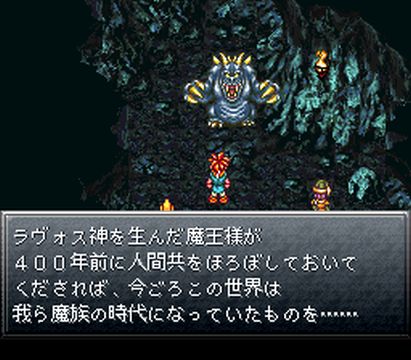 ラヴォス神を生んだ魔王様が
４００年前に人間共をほろぼしておいて
くだされば、今ごろこの世界は
我ら魔族の時代になっていたものを……